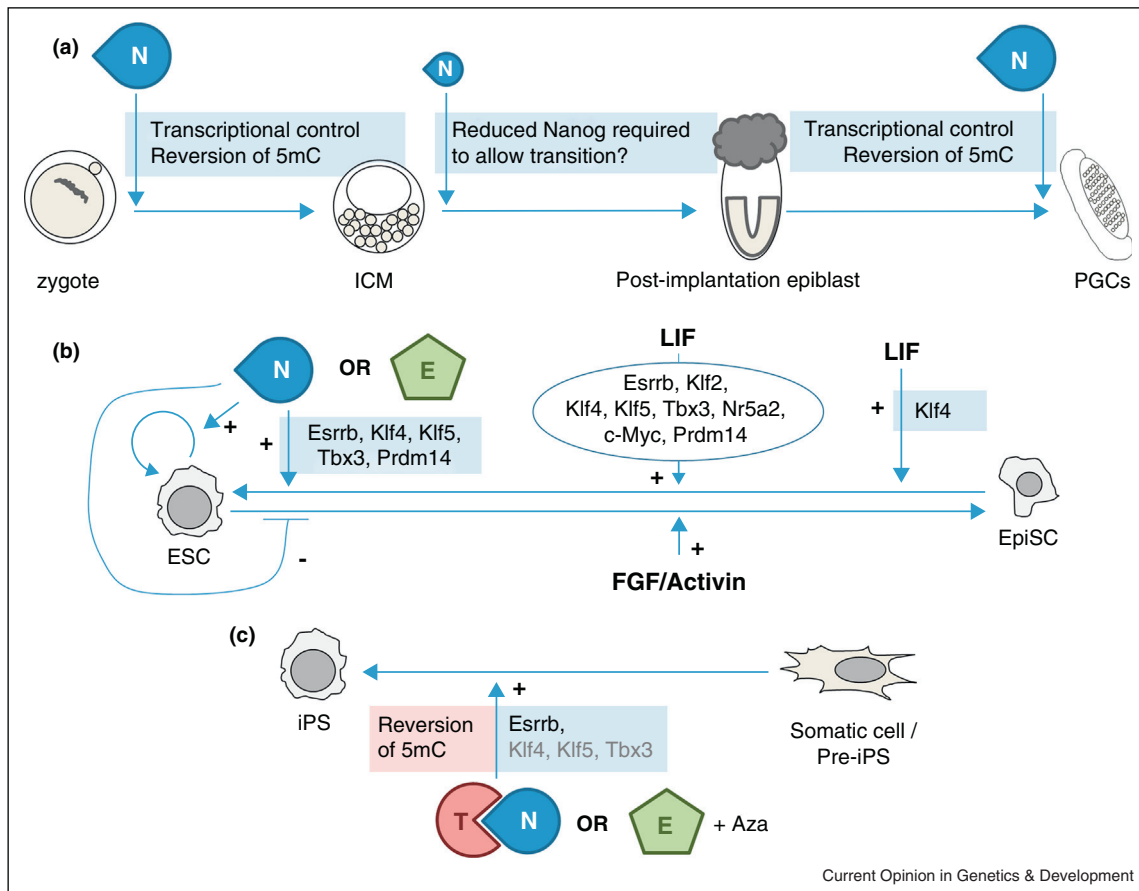 (a)
N
N
N
Transcriptional control
Reversion of 5mC
Reduced Nanog required
to allow transition?
Transcriptional control
Reversion of 5mC
zygote
ICM
Post-implantation epiblast
PGCs
(b)
N
OR
E
LIF
LIF
Esrrb, Klf2,
Klf4, Klf5, Tbx3, Nr5a2,
c-Myc, Prdm14
+
Klf4
+
+
Esrrb, Klf4, Klf5,
Tbx3, Prdm14
+
ESC
EpiSC
-
+
FGF/Activin
(c)
iPS
+
Somatic cell /
Pre-iPS
Reversion
of 5mC
Esrrb,
Klf4, Klf5, Tbx3
T
N
OR
E
+ Aza
Current Opinion in Genetics & Development